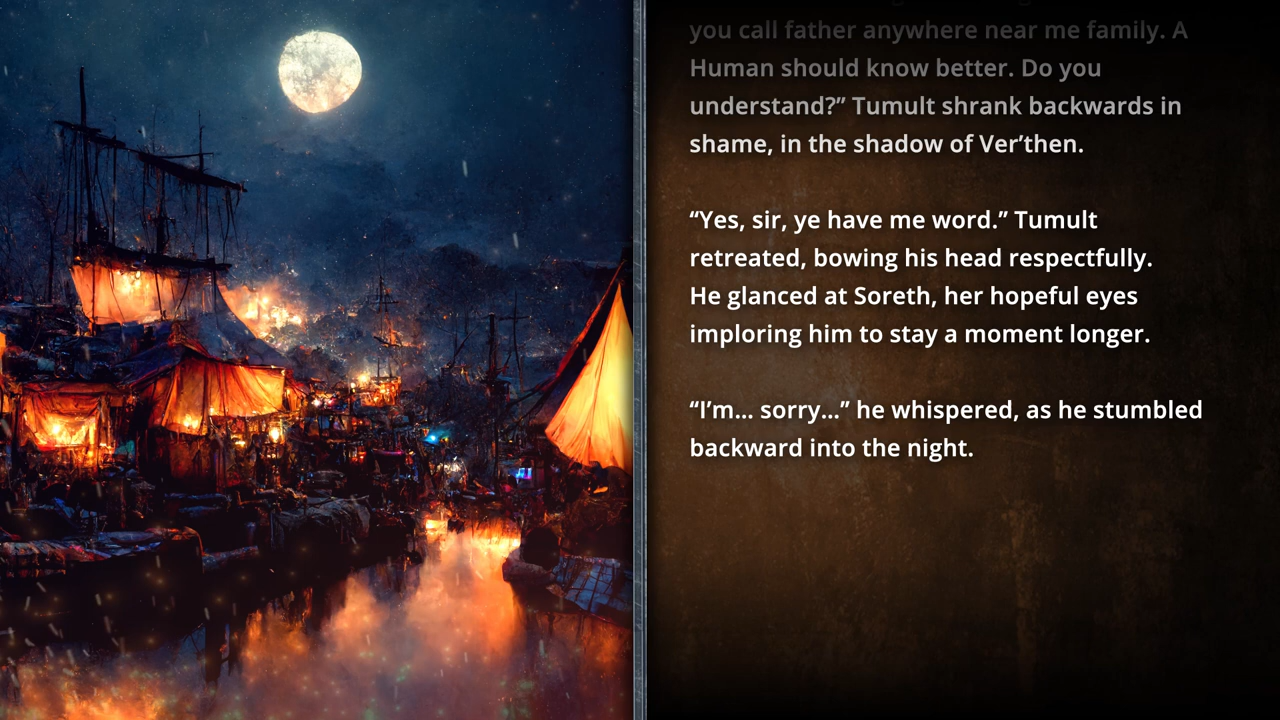 you call father anywhere near me family. A
Human should know better. Do you
understand?” Tumult shrank backwards in
shame, in the shadow of Ver’then.
“Yes, sir, ye have me word.” Tumult
retreated, bowing his head respectfully.
He glanced at Soreth, her hopeful eyes
imploring him to stay a moment longer.
“I’m... sorry...” he whispered, as he stumbled
backward into the night.